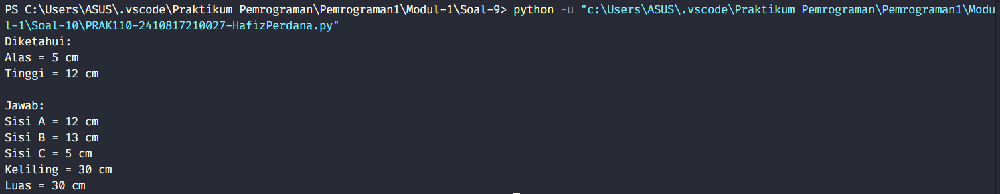 PS C:\Users\ASUS\.vscode\Praktikum Pemrograman\Pemrograman1\Modul-1\Soal-9> python -u "c:\Users\ASUS\.vscode\Praktikum Pemrograman\Pemrograman1\Modu
l-1\Soal-10\PRAK110-2410817210027-HafizPerdana.py"
Diketahui:
Alas = 5 cm
Tinggi = 12 cm
Jawab:
Sisi A = 12 cm
Sisi B = 13 cm
Sisi C = 5 cm
Keliling = 30 cm
Luas = 30 cm